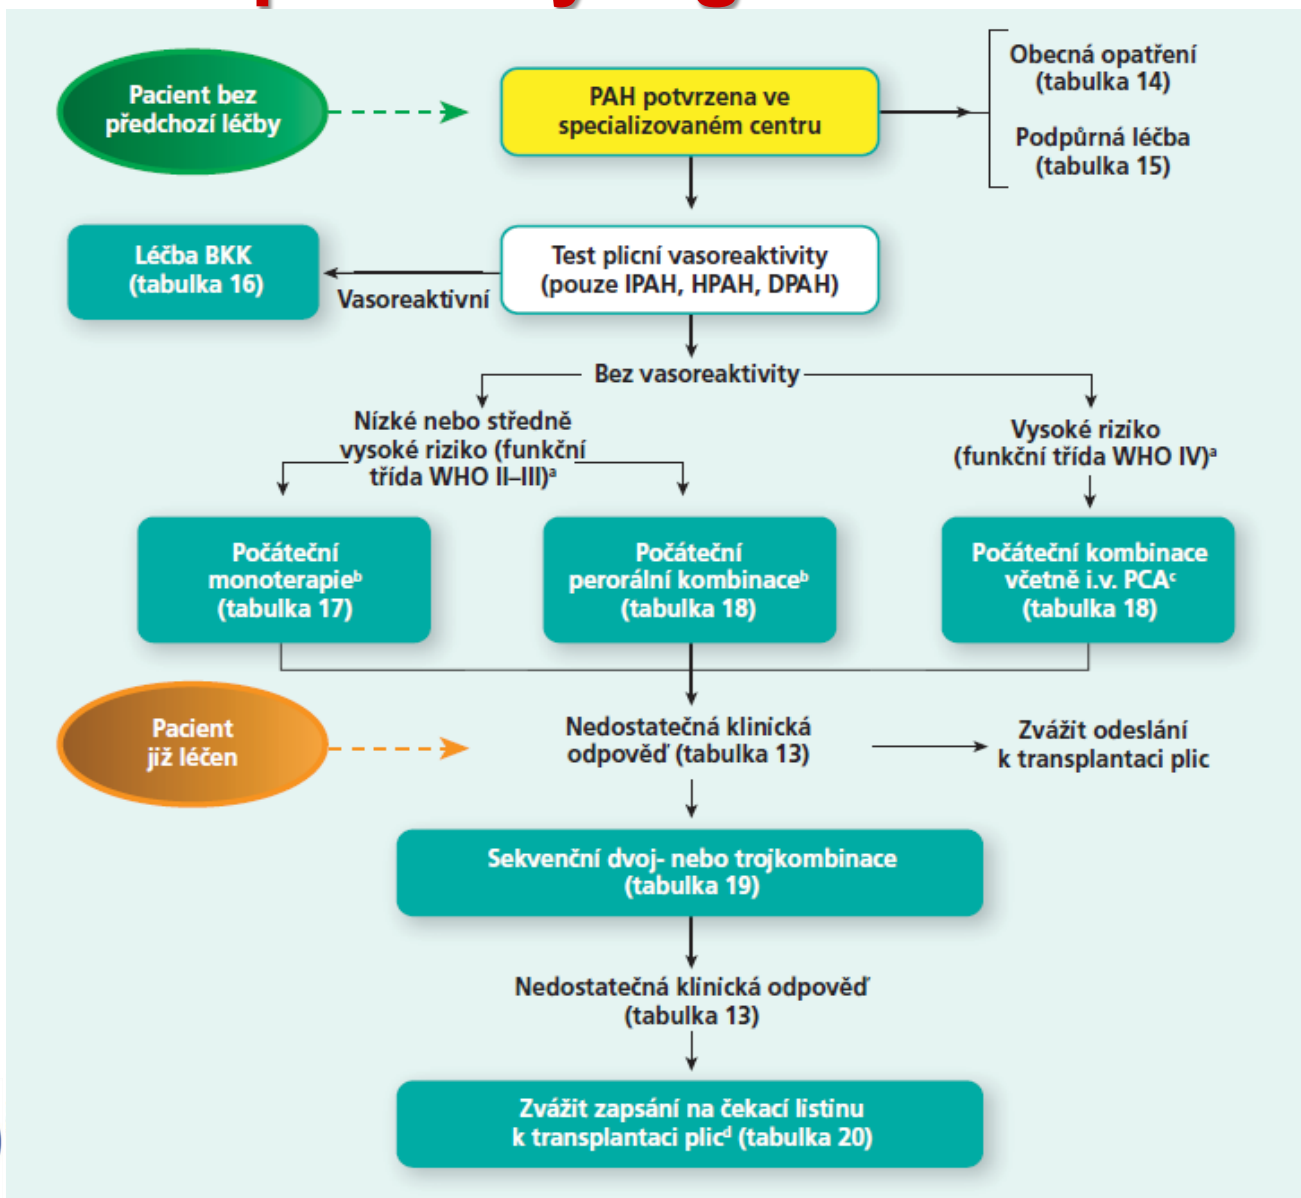 Pacient bez
předchozí léčby
PAH potvrzena ve
specializovaném centru
Obecná opatření
(tabulka 14)
Podpůrná léčba
(tabulka 15)
Léčba BKK
(tabulka 16)
Vasoreaktivní
Test plicní vasoreaktivity
(pouze IPAH, HPAH, DPAH)
Bez vasoreaktivity
Nízké nebo středně
vysoké riziko (funkční
třída WHO II–III)ᵃ
Vysoké riziko
(funkční třída WHO IV)ᵃ
Počáteční
monoterapieᵇ
(tabulka 17)
Počáteční
perorální kombinaceᵇ
(tabulka 18)
Počáteční kombinace
včetně i.v. PCAᶜ
(tabulka 18)
Pacient
již léčen
Nedostatečná klinická
odpověď (tabulka 13)
Zvážit odeslání
k transplantaci plic
Sekvenční dvoj- nebo trojkombinace
(tabulka 19)
Nedostatečná klinická odpověď
(tabulka 13)
Zvážit zapsání na čekací listinu
k transplantaci plicᵈ (tabulka 20)